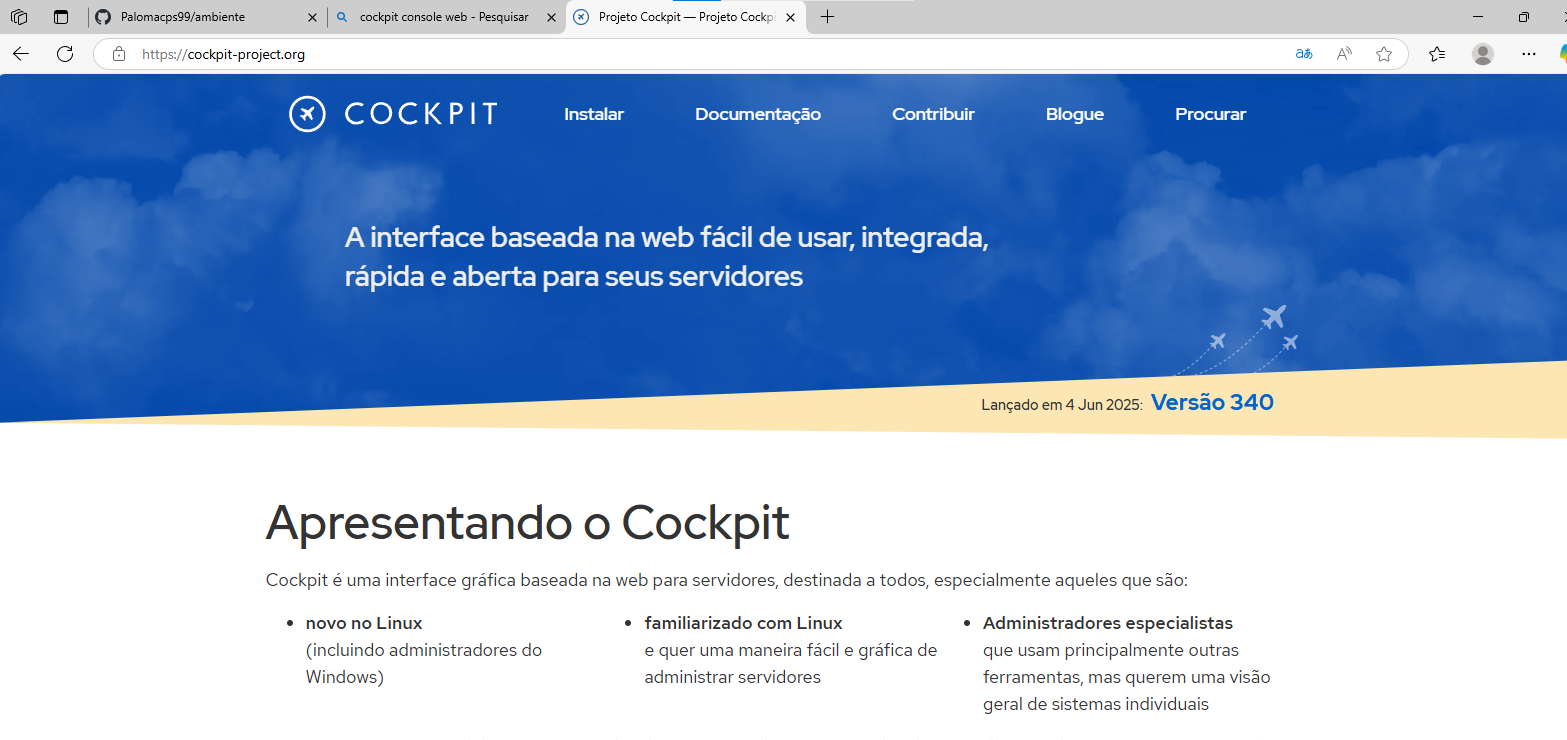 Palomacps99/ambiente
cockpit console web - Pesquisar
Projeto Cockpit — Projeto Cockpi
https://cockpit-project.org
aあ
A
COCKPIT
Instalar
Documentação
Contribuir
Blogue
Procurar
A interface baseada na web fácil de usar, integrada,
rápida e aberta para seus servidores
Lançado em 4 Jun 2025: Versão 340
Apresentando o Cockpit
Cockpit é uma interface gráfica baseada na web para servidores, destinada a todos, especialmente aqueles que são:
novo no Linux
(incluindo administradores do
Windows)
familiarizado com Linux
e quer uma maneira fácil e gráfica de
administrar servidores
Administradores especialistas
que usam principalmente outras
ferramentas, mas querem uma visão
geral de sistemas individuais